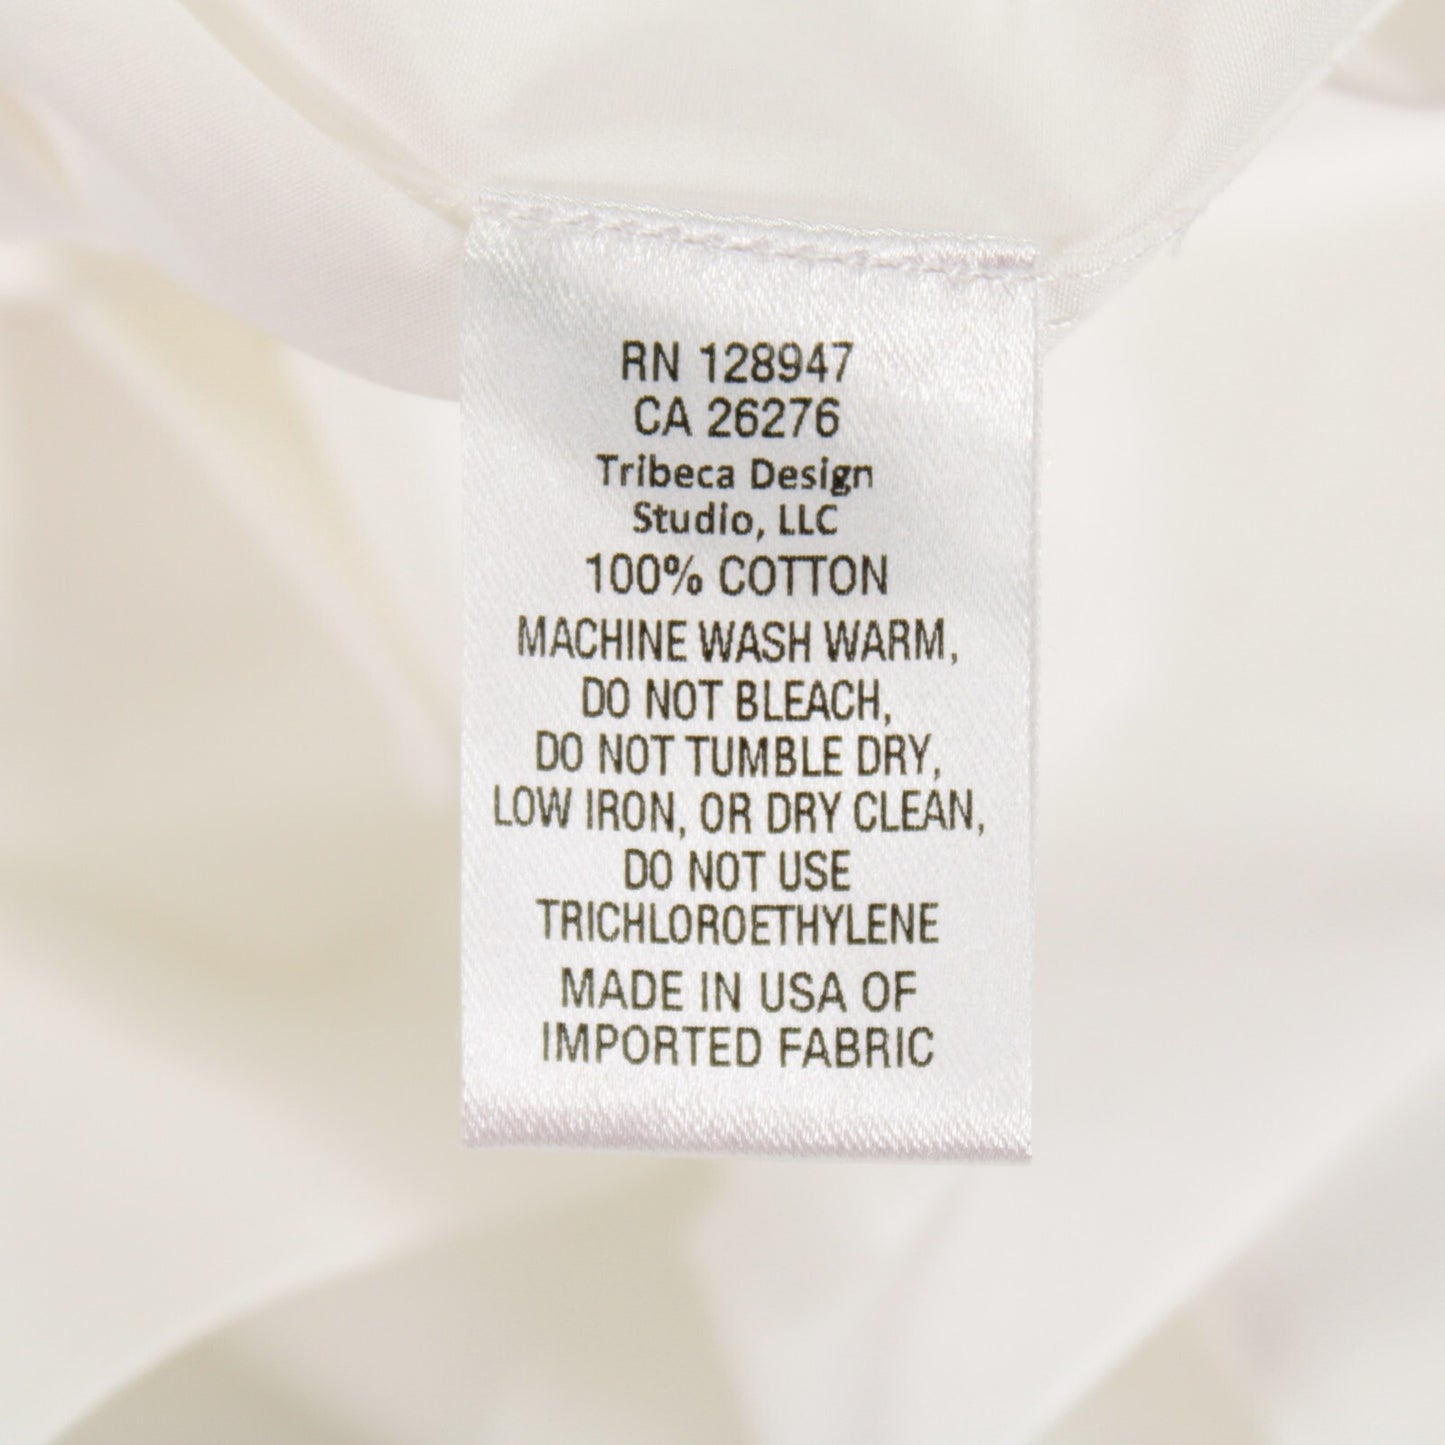 RN 128947
CA 26276
Tribeca Design
Studio, LLC
100% COTTON
MACHINE WASH WARM,
DO NOT BLEACH,
DO NOT TUMBLE DRY,
LOW IRON, OR DRY CLEAN,
DO NOT USE
TRICHLOROETHYLENE
MADE IN USA OF
IMPORTED FABRIC